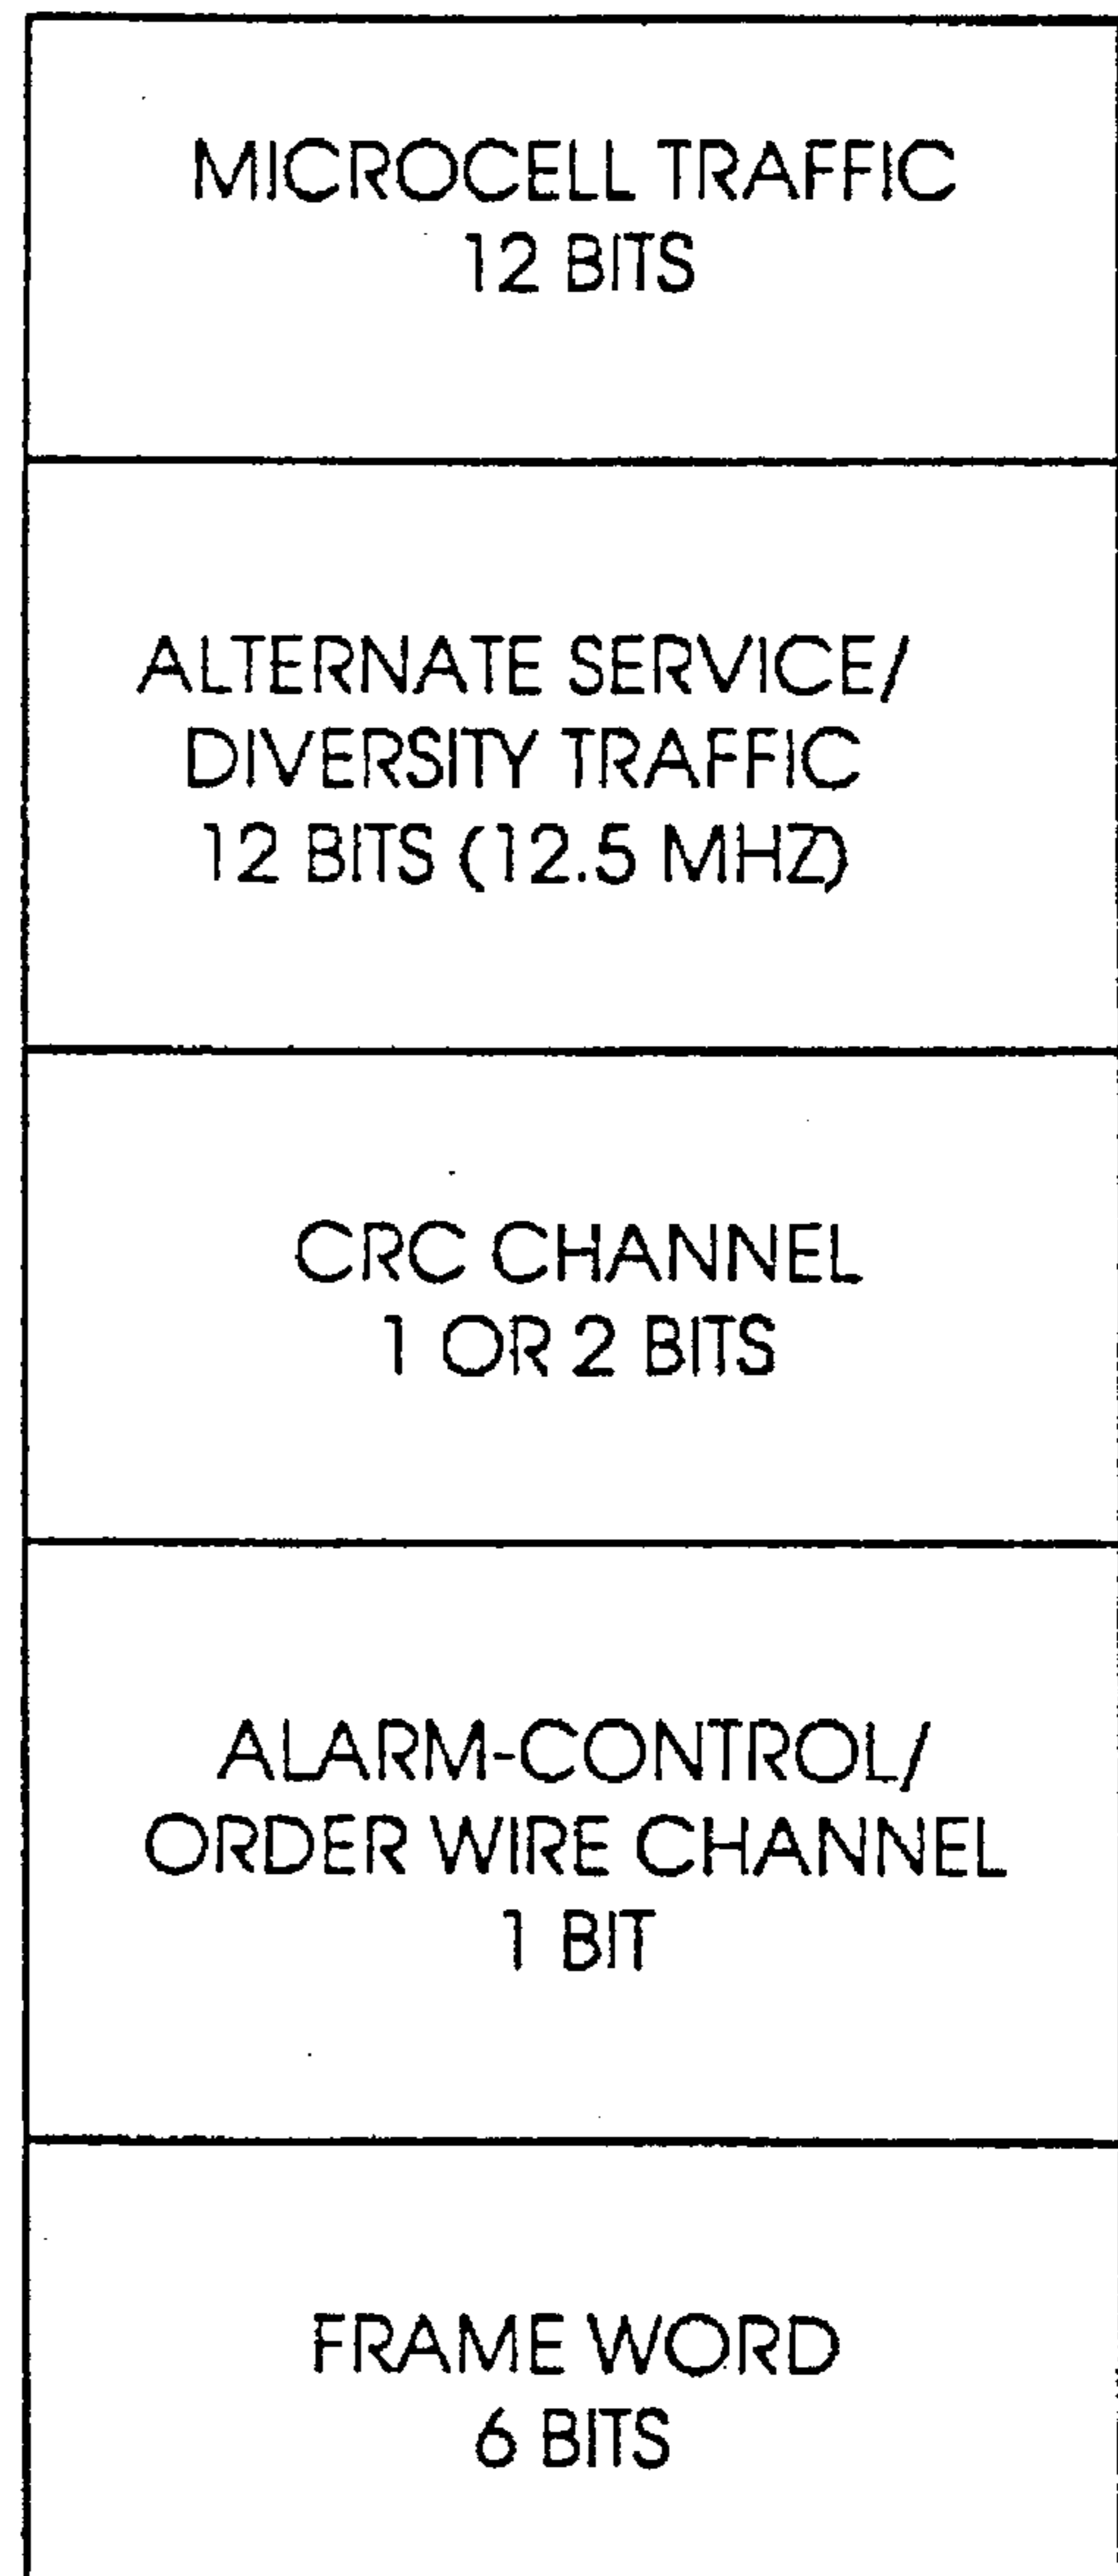 MICROCELL TRAFFIC
12 BITS
ALTERNATE SERVICE/
DIVERSITY TRAFFIC
12 BITS (12.5 MHZ)
CRC CHANNEL
1 OR 2 BITS
ALARM-CONTROL/
ORDER WIRE CHANNEL
1 BIT
FRAME WORD
6 BITS